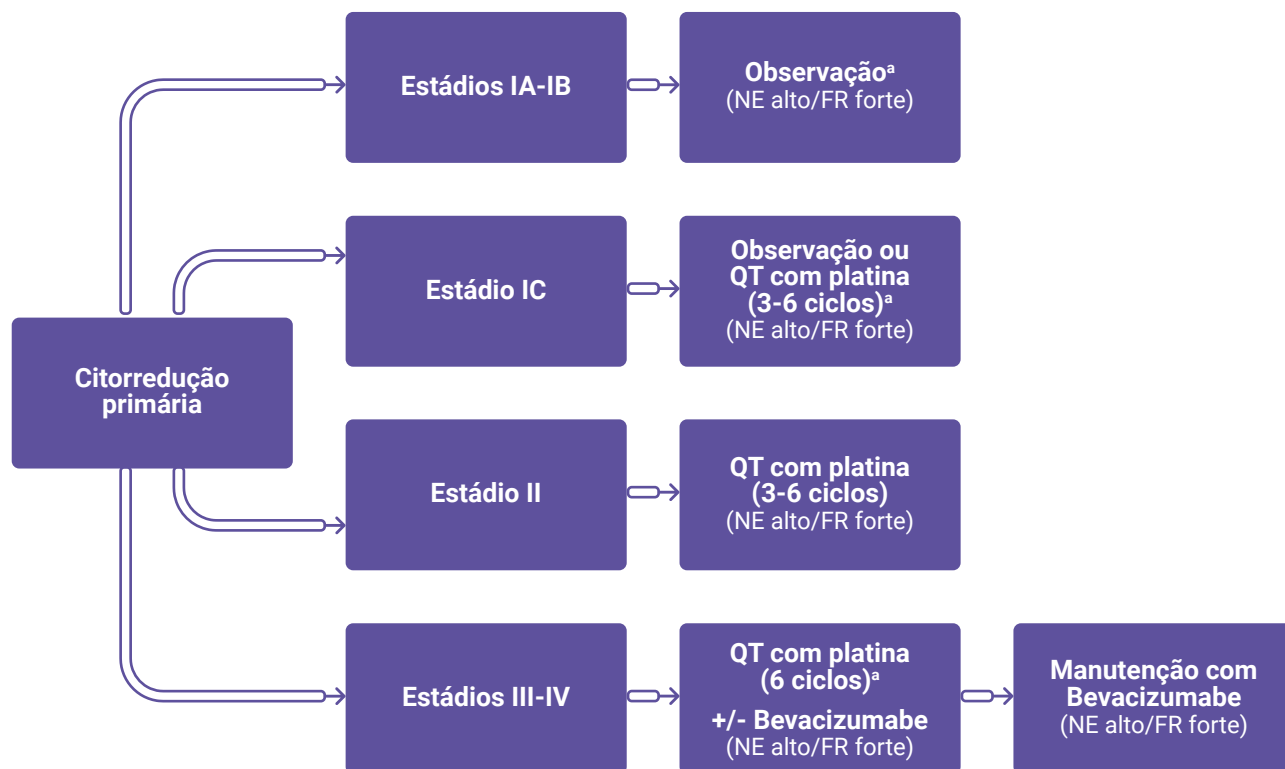 Citorredução
primária
Estádios IA-IB
Observaçãoᵃ
(NE alto/FR forte)
Estádio IC
Observação ou
QT com platina
(3-6 ciclos)ᵃ
(NE alto/FR forte)
Estádio II
QT com platina
(3-6 ciclos)
(NE alto/FR forte)
Estádios III-IV
QT com platina
(6 ciclos)ᵃ
+/- Bevacizumabe
(NE alto/FR forte)
Manutenção com
Bevacizumabe
(NE alto/FR forte)